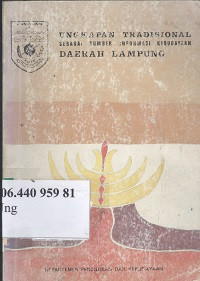 UNGKAPAN TRADISIONAL
SEBAGAI SUMBER INFORMASI KEBUDAYAAN
DAERAH LAMPUNG
06.440 959 81
Ung
DEPARTEMEN PENDIDIKAN DAN KEBUDAYAAN